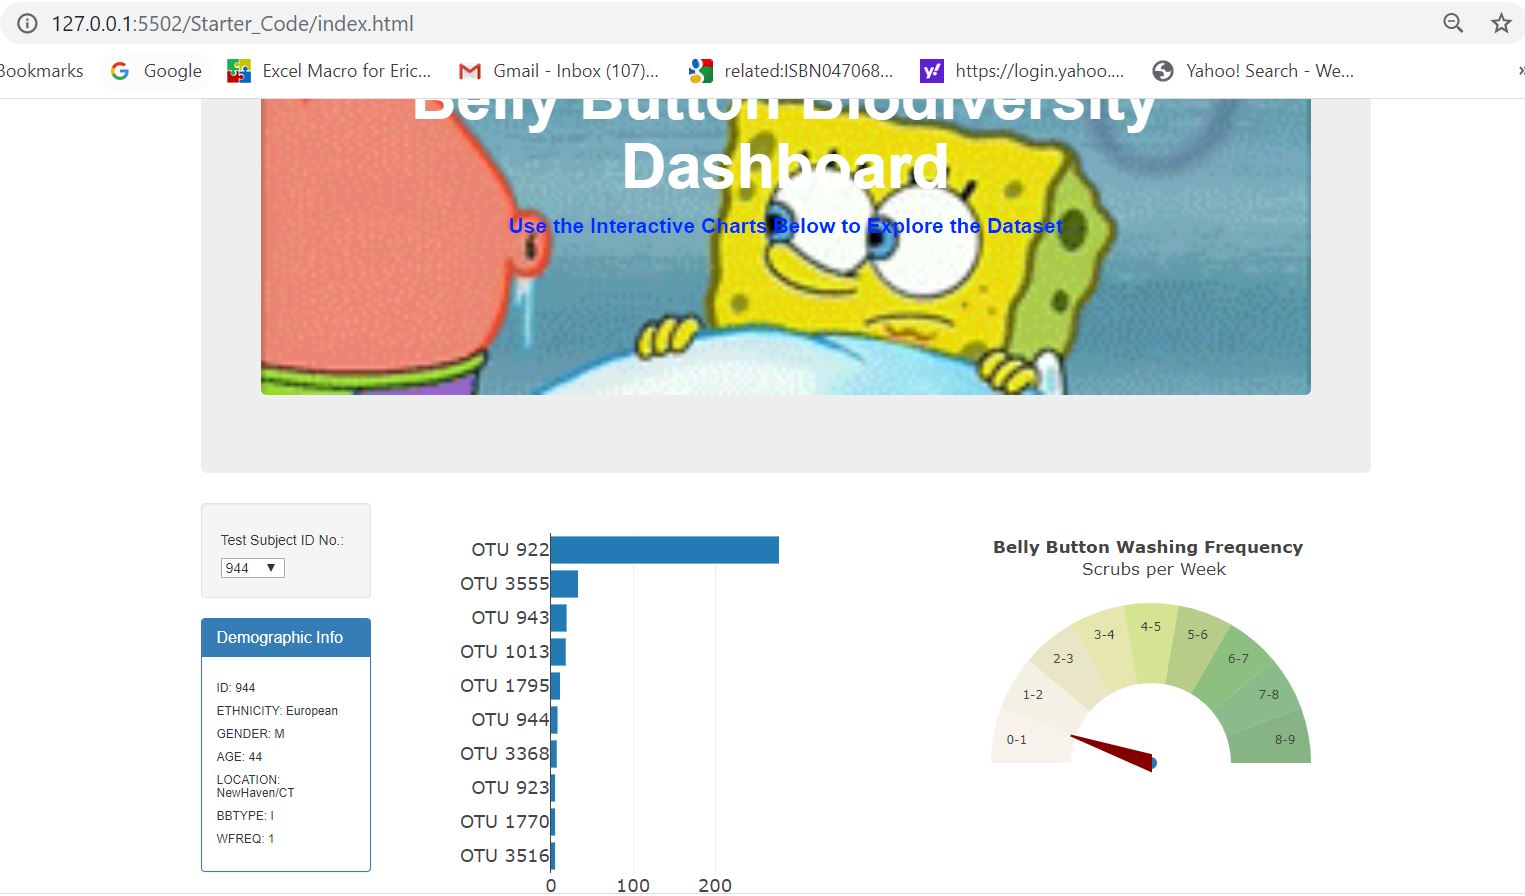 127.0.0.1:5502/Starter_Code/index.html
Bookmarks
Google
Excel Macro for Eric...
Gmail - Inbox (107)...
related:ISBN047068...
https://login.yahoo....
Yahoo! Search - We...
»
Belly Button Biodiversity
Dashboard
Use the Interactive Charts Below to Explore the Dataset
Test Subject ID No.:
944
Demographic Info
ID: 944
ETHNICITY: European
GENDER: M
AGE: 44
LOCATION:
NewHaven/CT
BBTYPE: I
WFREQ: 1
OTU 922
OTU 3555
OTU 943
OTU 1013
OTU 1795
OTU 944
OTU 3368
OTU 923
OTU 1770
OTU 3516
0 100 200
Belly Button Washing Frequency
Scrubs per Week
0-1
1-2
2-3
3-4
4-5
5-6
6-7
7-8
8-9